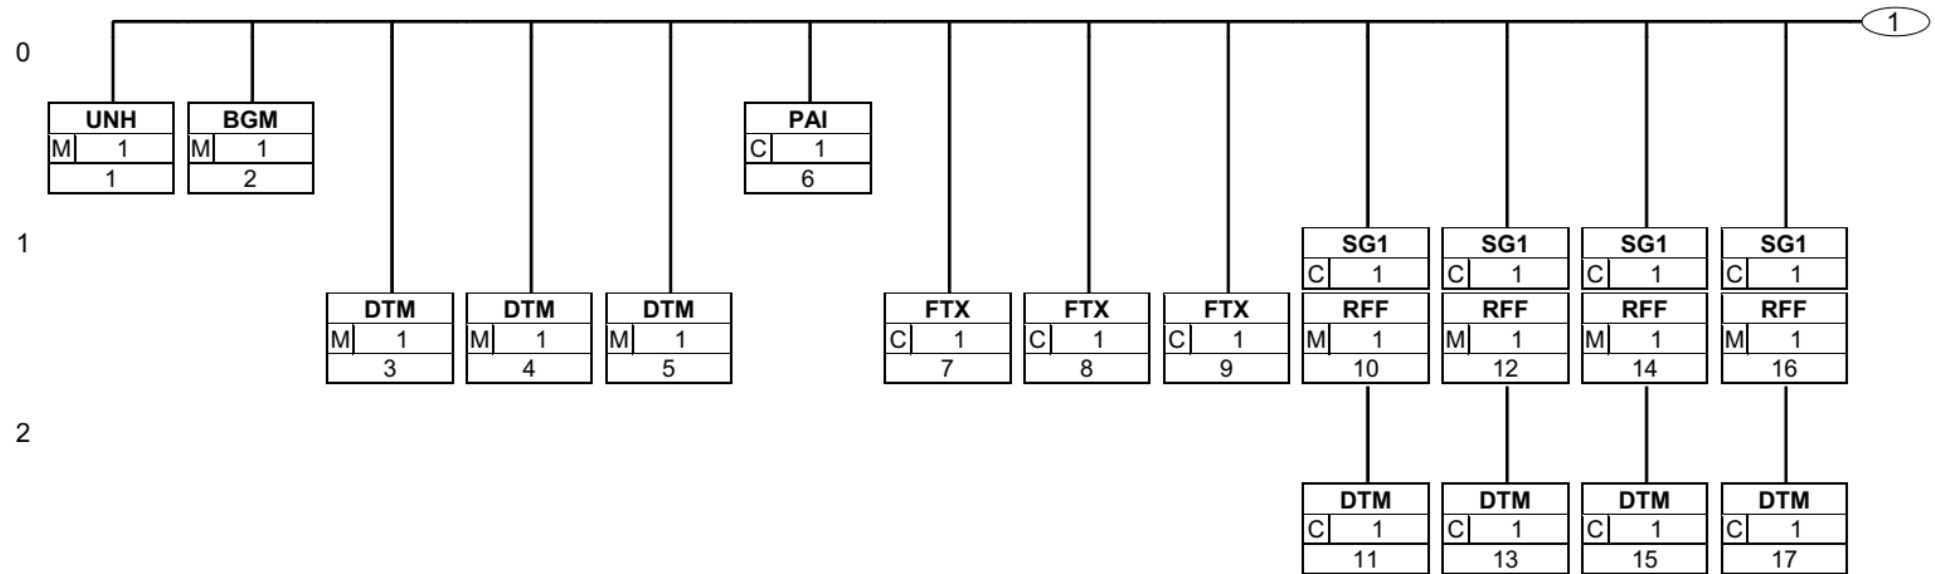 1
0
UNH BGM PAI
M 1 M 1 C 1
1 2 6
1
SG1 SG1 SG1 SG1
C 1 C 1 C 1 C 1
DTM DTM DTM FTX FTX FTX RFF RFF RFF RFF
M 1 M 1 M 1 C 1 C 1 C 1 M 1 M 1 M 1 M 1
3 4 5 7 8 9 10 12 14 16
2
DTM DTM DTM DTM
C 1 C 1 C 1 C 1
11 13 15 17